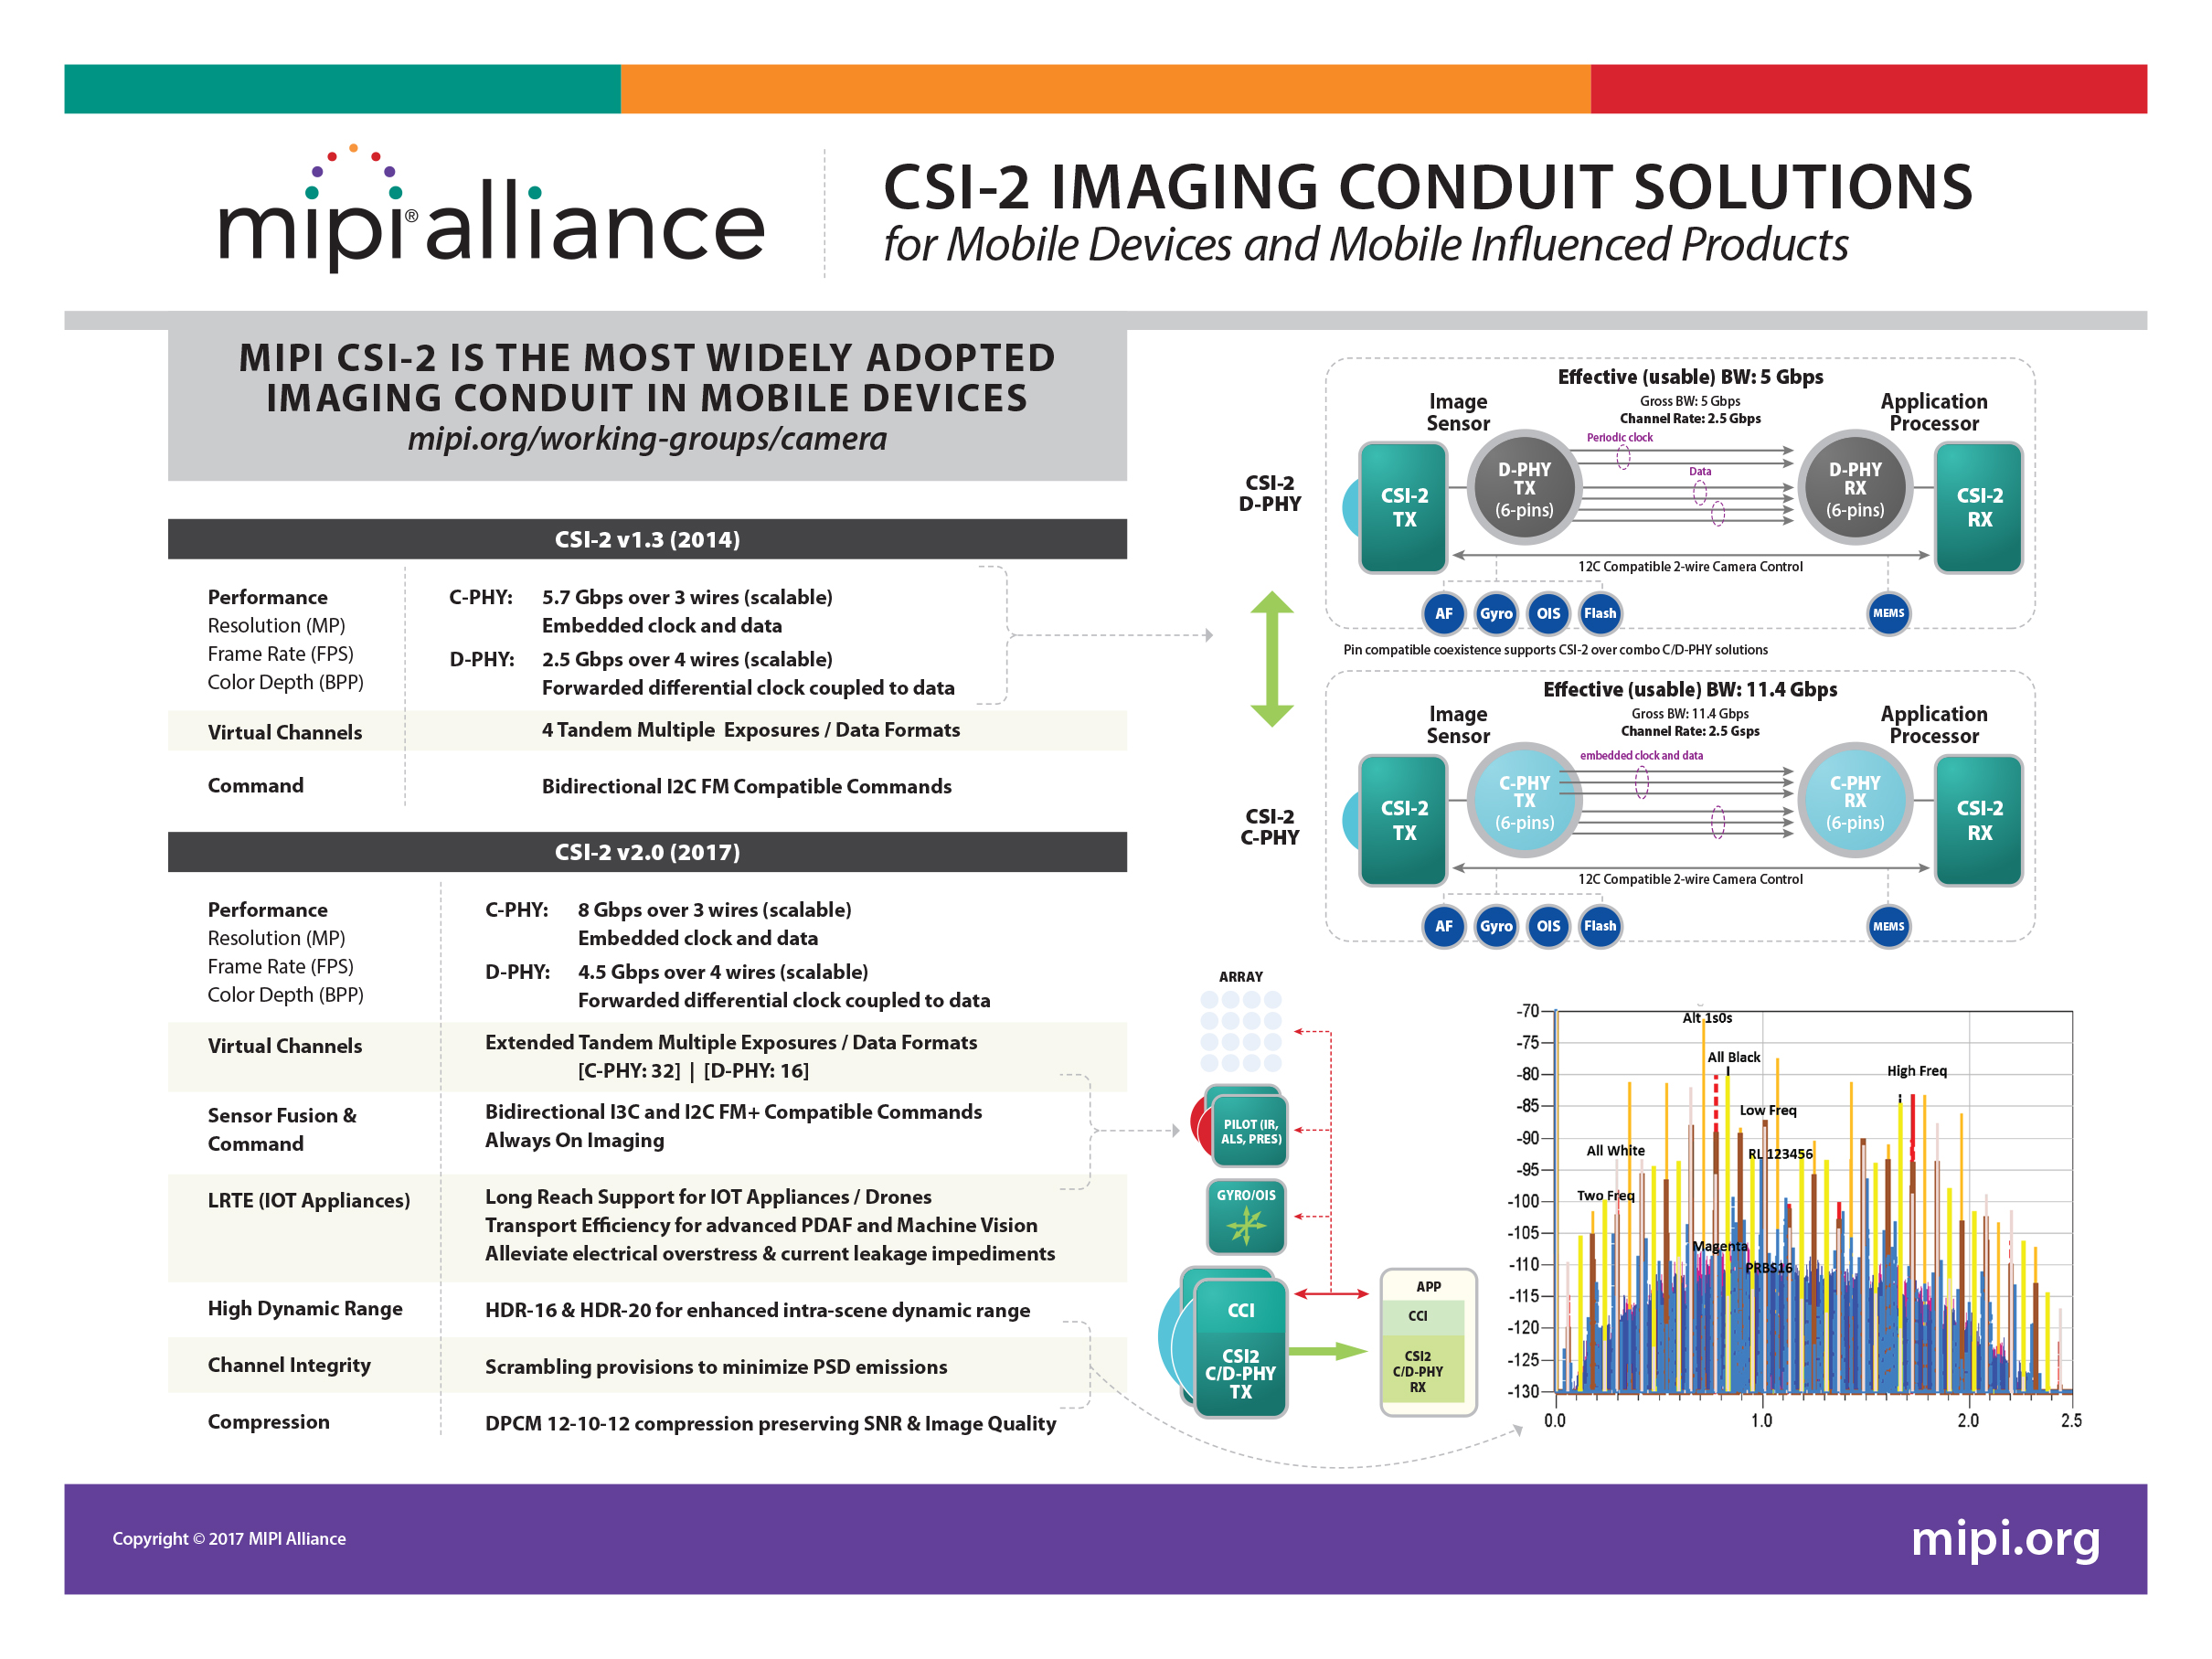 mipi® alliance
CSI-2 IMAGING CONDUIT SOLUTIONS
for Mobile Devices and Mobile Influenced Products
MIPI CSI-2 IS THE MOST WIDELY ADOPTED
IMAGING CONDUIT IN MOBILE DEVICES
mipi.org/working-groups/camera
CSI-2 v1.3 (2014)
Performance
Resolution (MP)
Frame Rate (FPS)
Color Depth (BPP)
C-PHY: 5.7 Gbps over 3 wires (scalable)
Embedded clock and data
D-PHY: 2.5 Gbps over 4 wires (scalable)
Forwarded differential clock coupled to data
Virtual Channels
4 Tandem Multiple Exposures / Data Formats
Command
Bidirectional I2C FM Compatible Commands
CSI-2 v2.0 (2017)
Performance
Resolution (MP)
Frame Rate (FPS)
Color Depth (BPP)
C-PHY: 8 Gbps over 3 wires (scalable)
Embedded clock and data
D-PHY: 4.5 Gbps over 4 wires (scalable)
Forwarded differential clock coupled to data
Virtual Channels
Extended Tandem Multiple Exposures / Data Formats
[C-PHY: 32] | [D-PHY: 16]
Sensor Fusion &
Command
Bidirectional I3C and I2C FM+ Compatible Commands
Always On Imaging
LRTE (IOT Appliances)
Long Reach Support for IOT Appliances / Drones
Transport Efficiency for advanced PDAF and Machine Vision
Alleviate electrical overstress & current leakage impediments
High Dynamic Range
HDR-16 & HDR-20 for enhanced intra-scene dynamic range
Channel Integrity
Scrambling provisions to minimize PSD emissions
Compression
DPCM 12-10-12 compression preserving SNR & Image Quality
CSI-2
D-PHY
Effective (usable) BW: 5 Gbps
Gross BW: 5 Gbps
Channel Rate: 2.5 Gbps
Image
Sensor
Application
Processor
Periodic clock
Data
CSI-2
TX
D-PHY
TX
(6-pins)
D-PHY
RX
(6-pins)
CSI-2
RX
12C Compatible 2-wire Camera Control
AF
Gyro
OIS
Flash
MEMS
Pin compatible coexistence supports CSI-2 over combo C/D-PHY solutions
CSI-2
C-PHY
Effective (usable) BW: 11.4 Gbps
Gross BW: 11.4 Gbps
Channel Rate: 2.5 Gsps
Image
Sensor
Application
Processor
embedded clock and data
CSI-2
TX
C-PHY
TX
(6-pins)
C-PHY
RX
(6-pins)
CSI-2
RX
12C Compatible 2-wire Camera Control
AF
Gyro
OIS
Flash
MEMS
ARRAY
PILOT (IR,
ALS, PRES)
GYRO/OIS
CCI
CSI2
C/D-PHY
TX
APP
CCI
CSI2
C/D-PHY
RX
-70
-75
-80
-85
-90
-95
-100
-105
-110
-115
-120
-125
-130
0.0
1.0
2.0
2.5
Alt 1s0s
All Black
High Freq
Low Freq
All White
RL 123456
Two Freq
Magenta
PRBS16
Copyright © 2017 MIPI Alliance
mipi.org